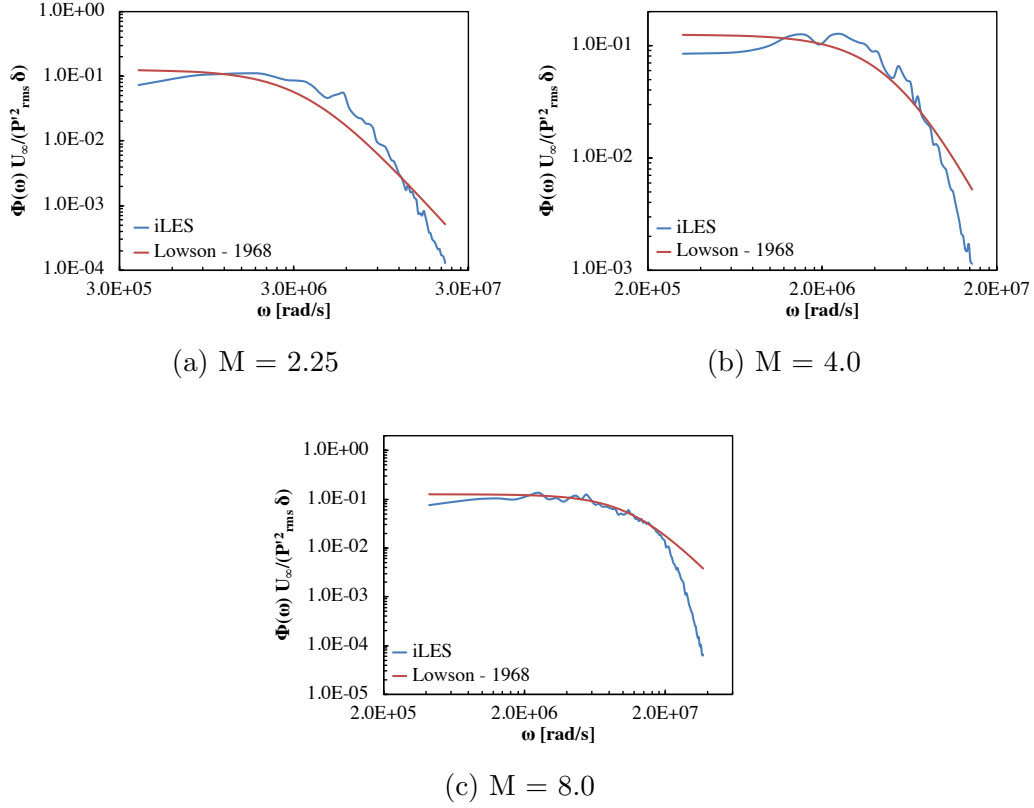 1.0E+00
1.0E-01
1.0E-02
1.0E-03
1.0E-04
Φ(ω) U∞/(P'²rms δ)
iLES
Lowson - 1968
3.0E+05 3.0E+06 3.0E+07
ω [rad/s]
(a) M = 2.25
1.0E-01
1.0E-02
1.0E-03
Φ(ω) U∞/(P'²rms δ)
iLES
Lowson - 1968
2.0E+05 2.0E+06 2.0E+07
ω [rad/s]
(b) M = 4.0
1.0E+00
1.0E-01
1.0E-02
1.0E-03
1.0E-04
1.0E-05
Φ(ω) U∞/(P'²rms δ)
iLES
Lowson - 1968
2.0E+05 2.0E+06 2.0E+07
ω [rad/s]
(c) M = 8.0